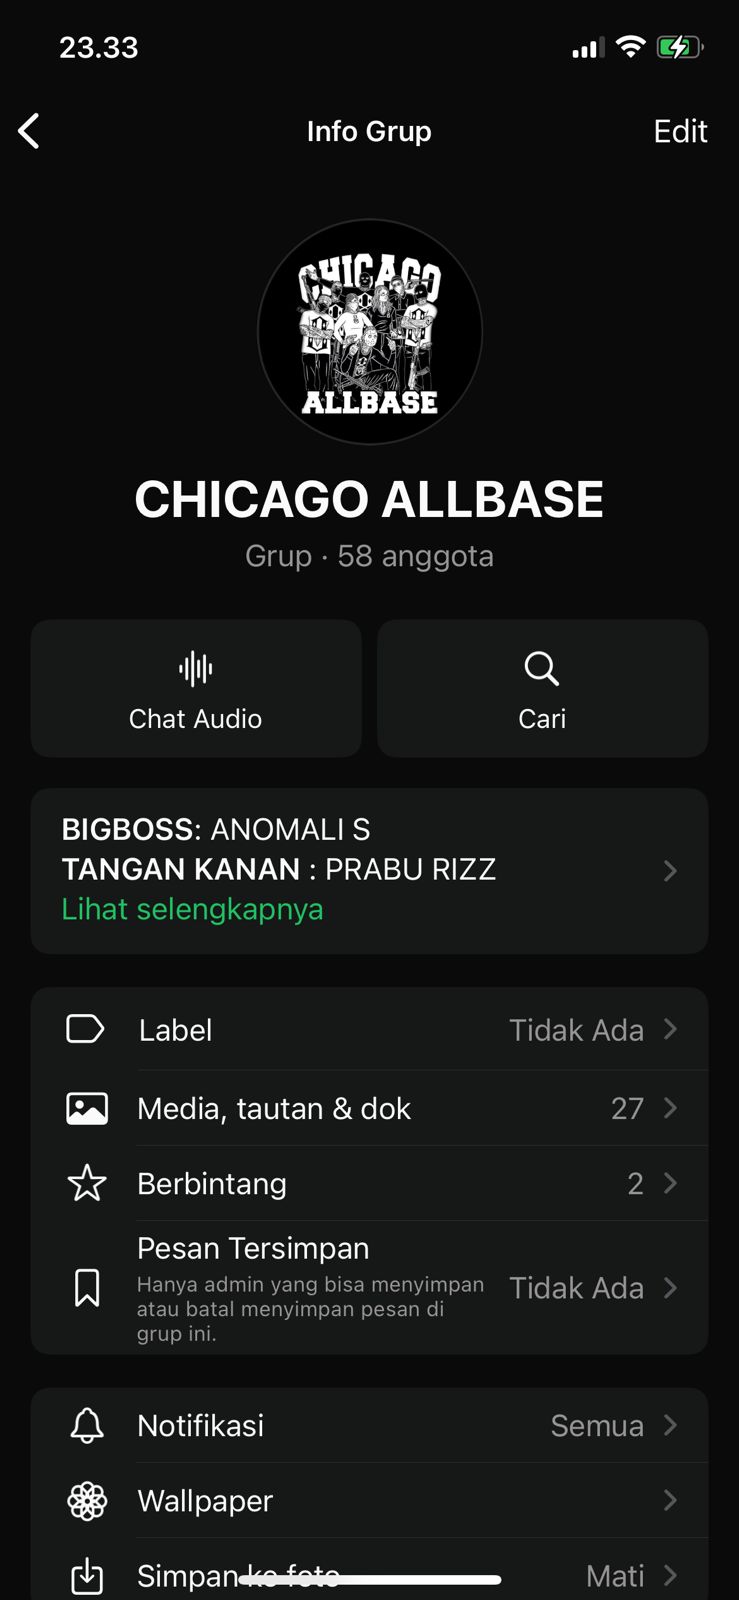 23.33
Info Grup
Edit
CHICAGO
ALLBASE
CHICAGO ALLBASE
Grup · 58 anggota
Chat Audio
Cari
BIGBOSS: ANOMALI S
TANGAN KANAN : PRABU RIZZ
Lihat selengkapnya
Label
Tidak Ada
Media, tautan & dok
27
Berbintang
2
Pesan Tersimpan
Hanya admin yang bisa menyimpan
atau batal menyimpan pesan di
grup ini.
Tidak Ada
Notifikasi
Semua
Wallpaper
Simpan ke foto
Mati